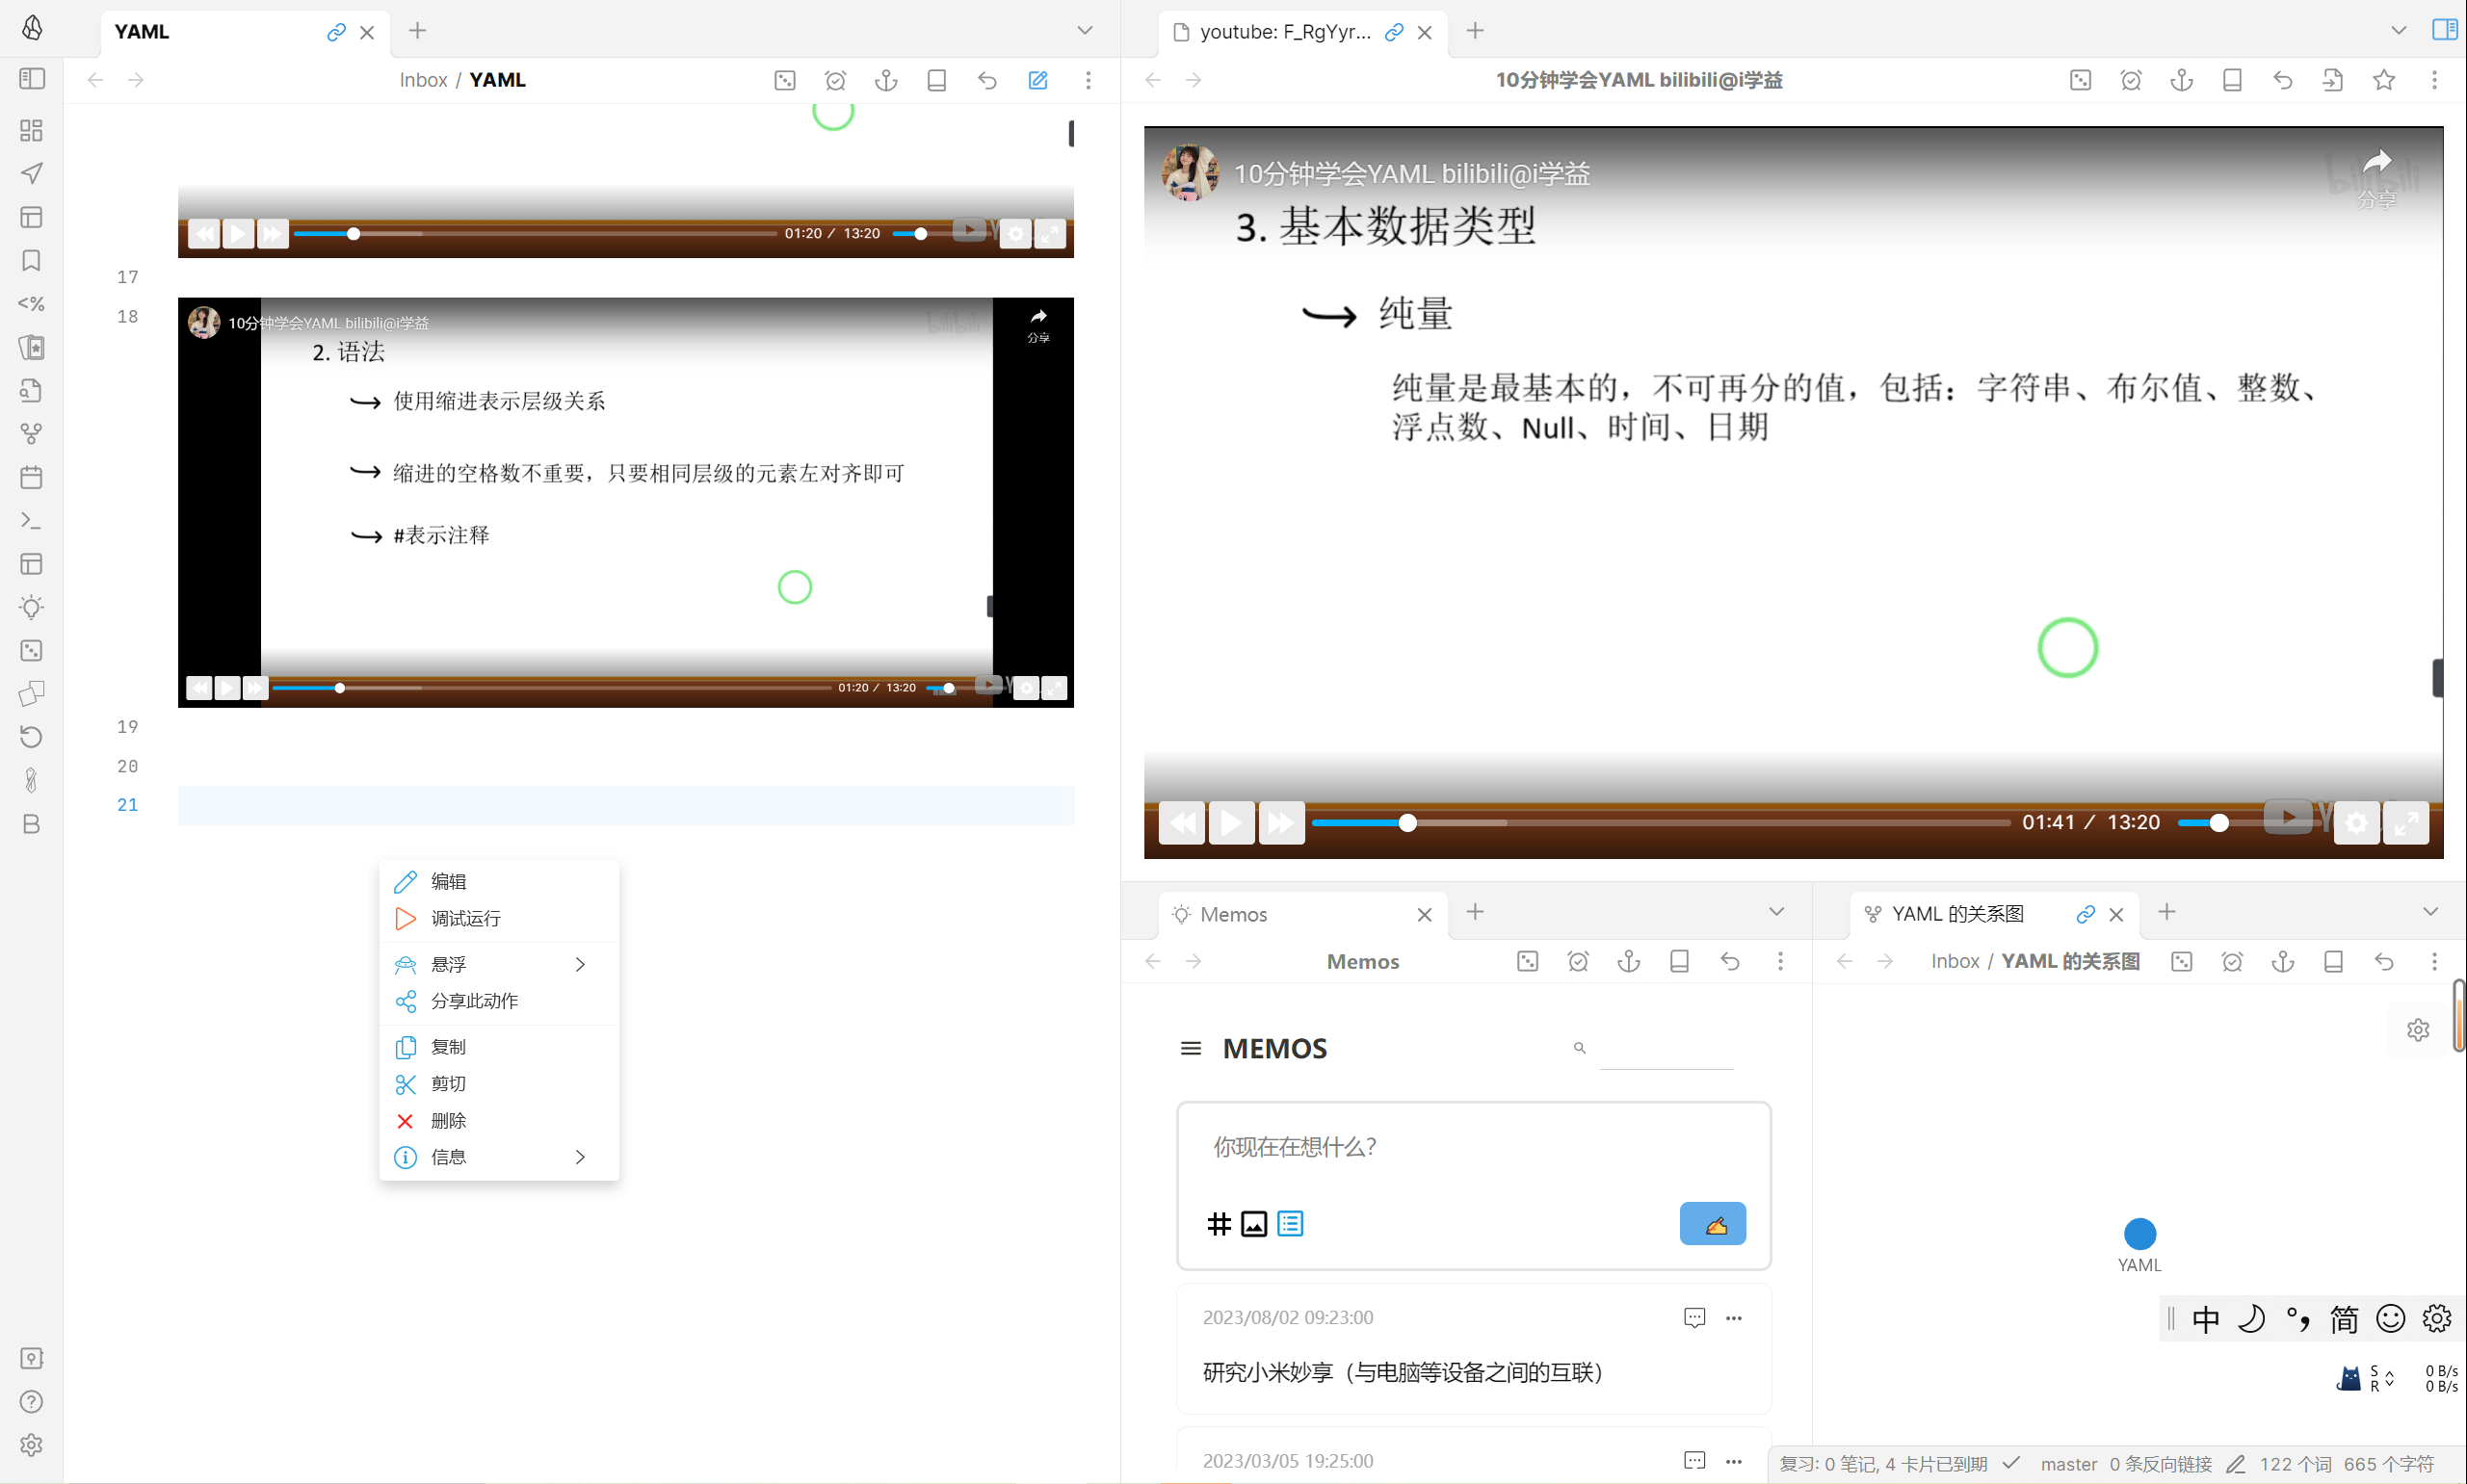 YAML
Inbox / YAML
01:20 / 13:20
17
18
10分钟学会YAML bilibili@i学益
bilibili
分享
2. 语法
使用缩进表示层级关系
缩进的空格数不重要，只要相同层级的元素左对齐即可
#表示注释
01:20 / 13:20
19
20
21
编辑
调试运行
悬浮
分享此动作
复制
剪切
删除
信息
youtube: F_RgYyr...
10分钟学会YAML bilibili@i学益
10分钟学会YAML bilibili@i学益
bilibili
分享
3. 基本数据类型
纯量
纯量是最基本的，不可再分的值，包括：字符串、布尔值、整数、
浮点数、Null、时间、日期
01:41 / 13:20
Memos
Memos
MEMOS
你现在在想什么？
2023/08/02 09:23:00
研究小米妙享（与电脑等设备之间的互联）
2023/03/05 19:25:00
YAML 的关系图
Inbox / YAML 的关系图
YAML
中 简
S 0 B/s
R 0 B/s
复习: 0 笔记, 4 卡片已到期 master 0 条反向链接 122 个词 665 个字符